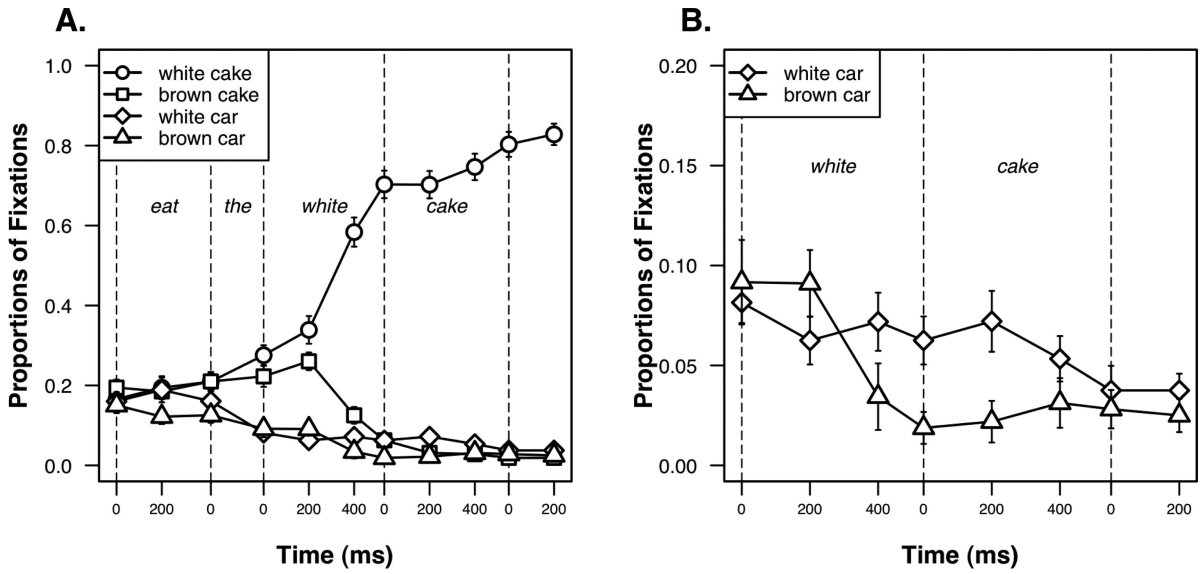 A.
B.
Proportions of Fixations
1.0
0.8
0.6
0.4
0.2
0.0
white cake
brown cake
white car
brown car
eat the white cake
0 200 0 0 200 400 0 200 400 0 200
Time (ms)
Proportions of Fixations
0.20
0.15
0.10
0.05
0.00
white car
brown car
white cake
0 200 400 0 200 400 0 200
Time (ms)